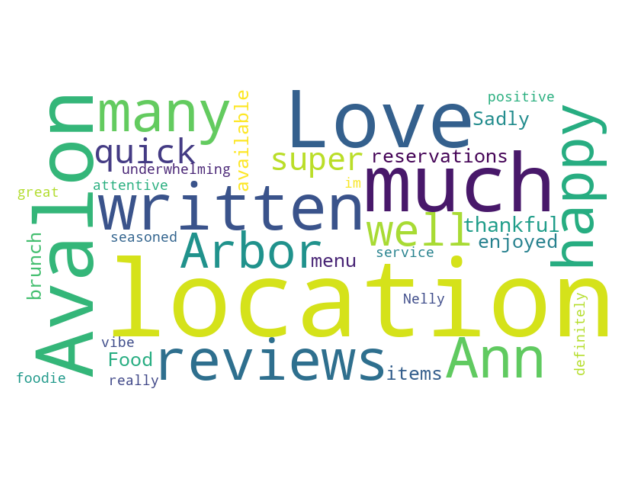 Avalon
many
Love
positive
Sadly
quick
available
super
reservations
happy
underwhelming
great
attentive
im
much
written
well
thankful
enjoyed
seasoned
Arbor
menu
service
brunch
location
Nelly
definitely
vibe
Food
reviews
items
Ann
foodie
really